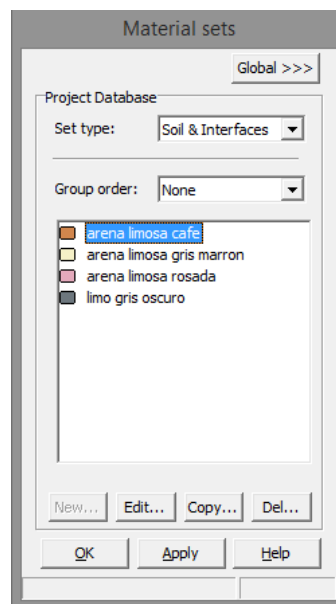 Material sets
Global >>>
Project Database
Set type: Soil & Interfaces
Group order: None
arena limosa cafe
arena limosa gris marron
arena limosa rosada
limo gris oscuro
New... Edit... Copy... Del...
OK Apply Help